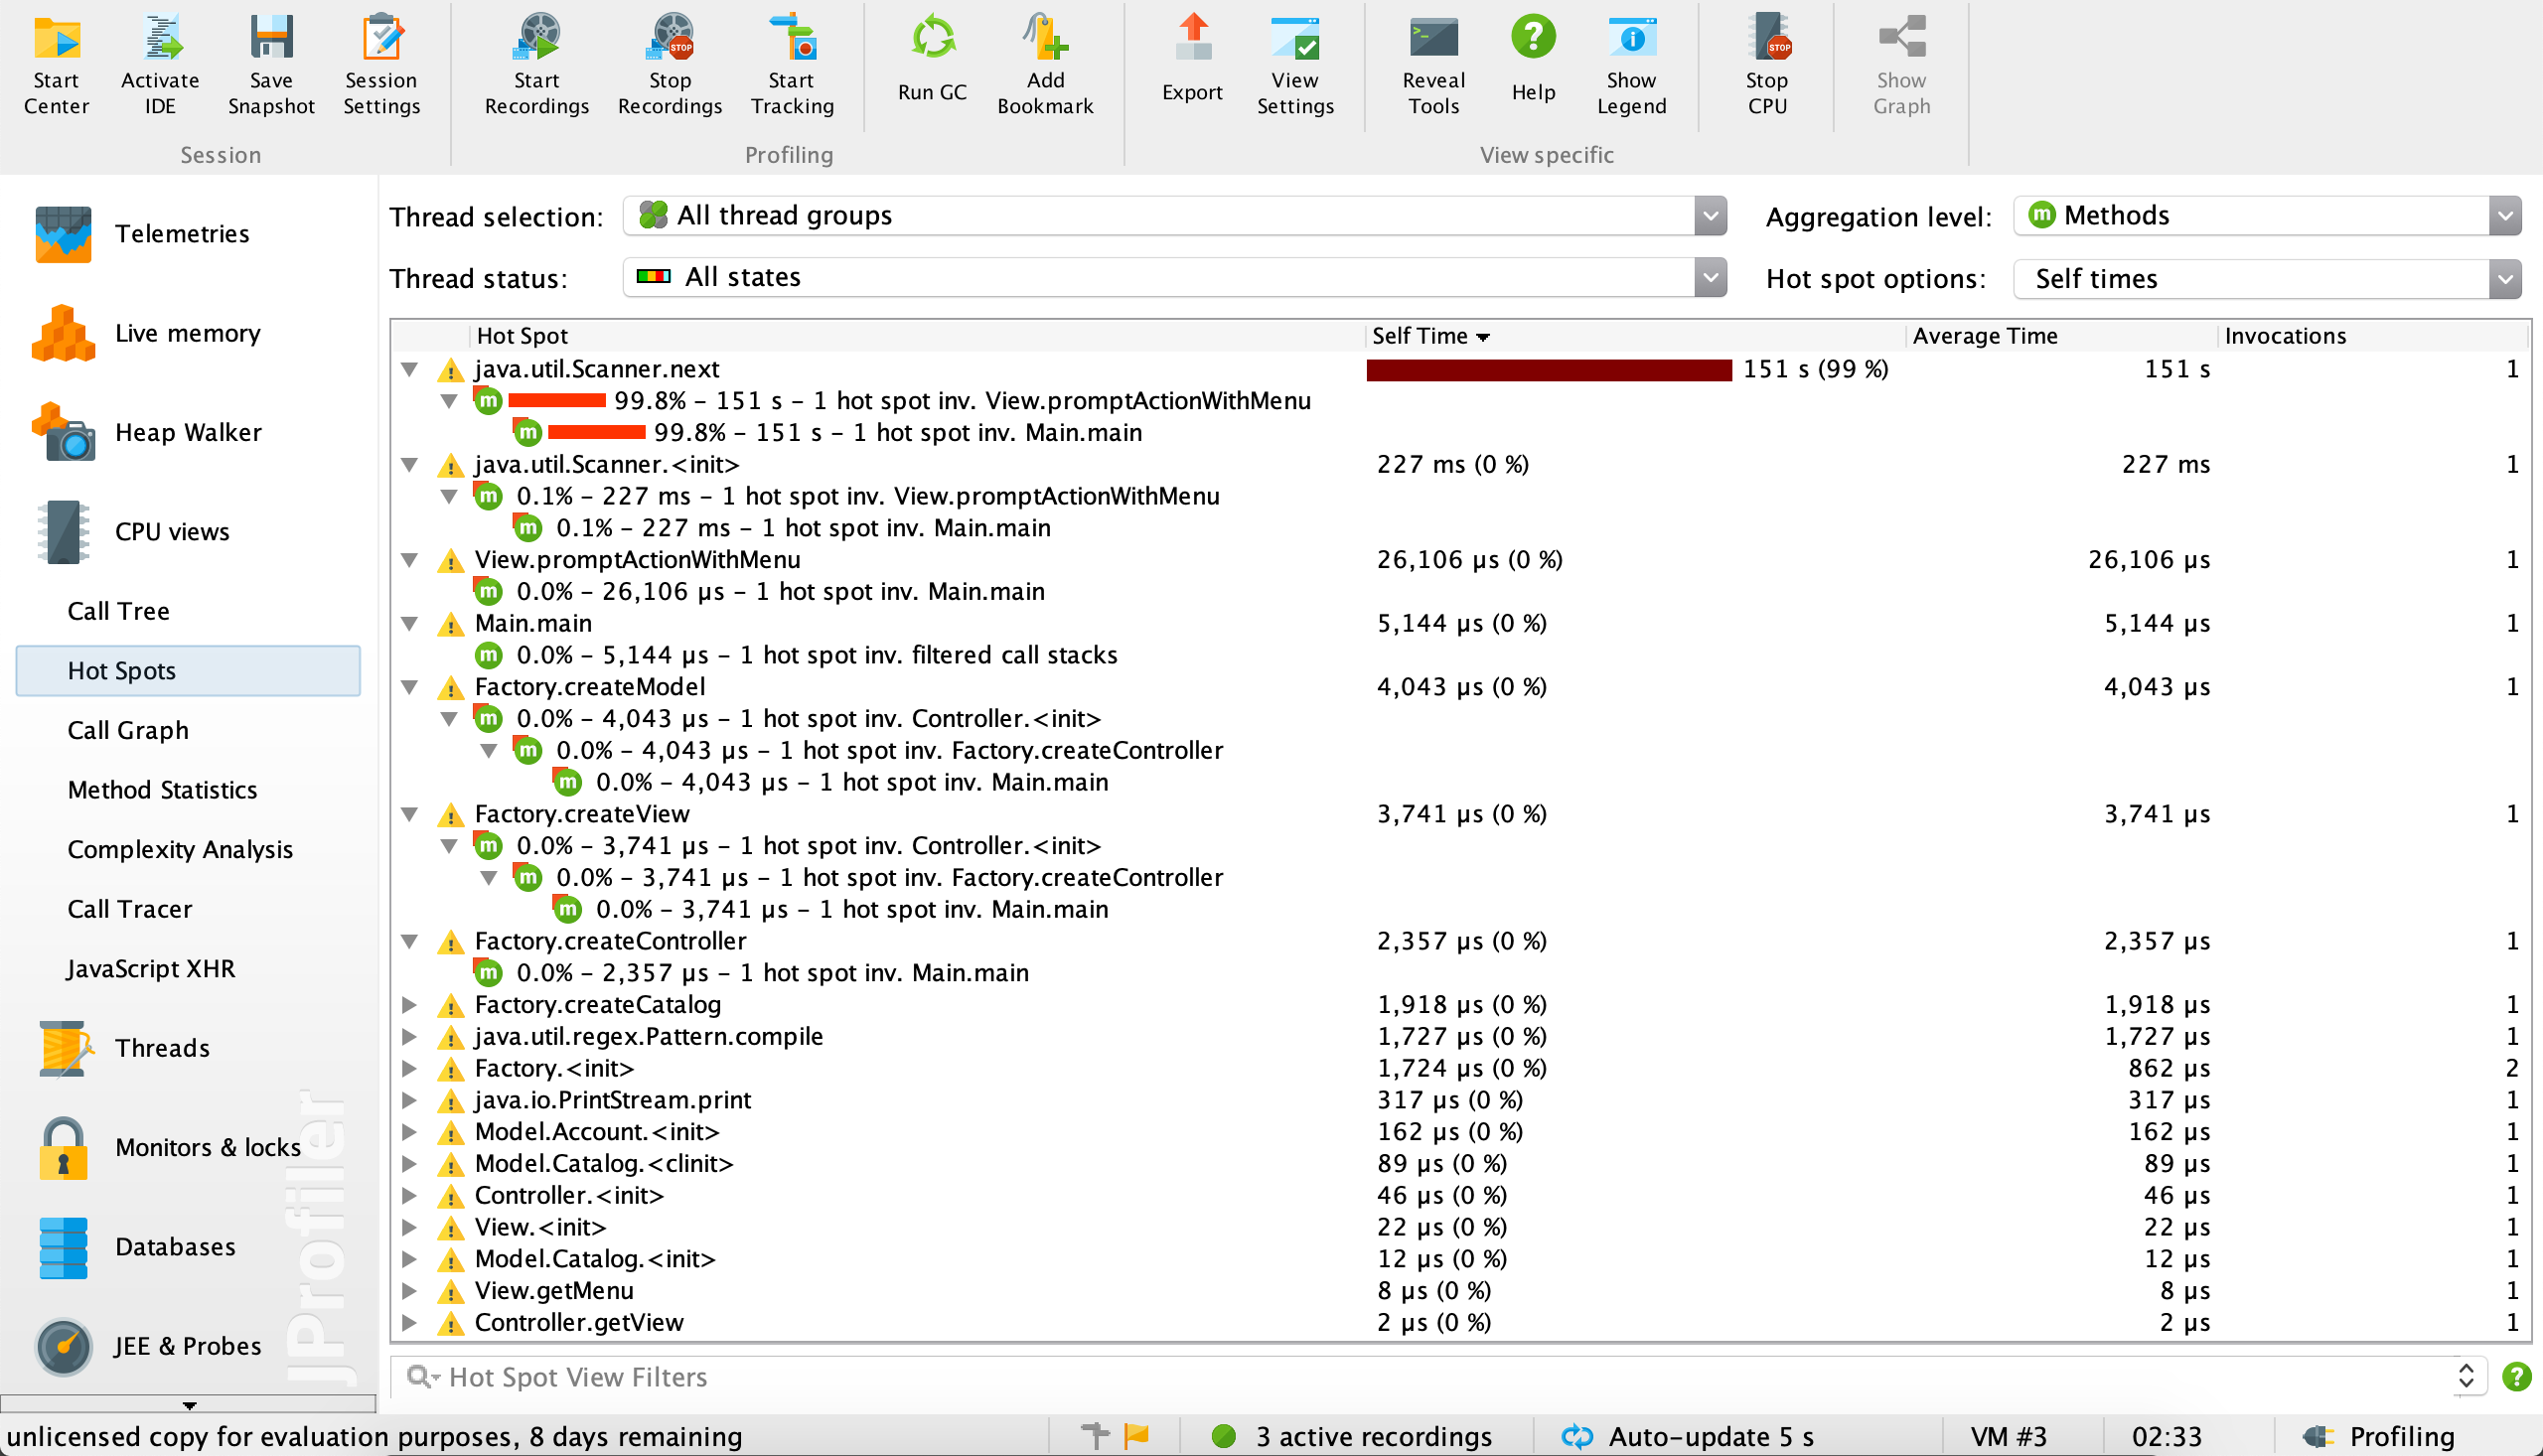 Start Center
Activate IDE
Save Snapshot
Session Settings
Start Recordings
Stop Recordings
Start Tracking
Run GC
Add Bookmark
Export
View Settings
Reveal Tools
Help
Show Legend
Stop CPU
Show Graph
Session
Profiling
View specific
Telemetries
Live memory
Heap Walker
CPU views
Call Tree
Hot Spots
Call Graph
Method Statistics
Complexity Analysis
Call Tracer
JavaScript XHR
Threads
Monitors & locks
Databases
JEE & Probes
JProfiler
Thread selection: All thread groups
Aggregation level: m Methods
Thread status: All states
Hot spot options: Self times
Hot Spot Self Time Average Time Invocations
java.util.Scanner.next 151 s (99 %) 151 s 1
m 99.8% – 151 s – 1 hot spot inv. View.promptActionWithMenu
m 99.8% – 151 s – 1 hot spot inv. Main.main
java.util.Scanner.<init> 227 ms (0 %) 227 ms 1
m 0.1% – 227 ms – 1 hot spot inv. View.promptActionWithMenu
m 0.1% – 227 ms – 1 hot spot inv. Main.main
View.promptActionWithMenu 26,106 µs (0 %) 26,106 µs 1
m 0.0% – 26,106 µs – 1 hot spot inv. Main.main
Main.main 5,144 µs (0 %) 5,144 µs 1
m 0.0% – 5,144 µs – 1 hot spot inv. filtered call stacks
Factory.createModel 4,043 µs (0 %) 4,043 µs 1
m 0.0% – 4,043 µs – 1 hot spot inv. Controller.<init>
m 0.0% – 4,043 µs – 1 hot spot inv. Factory.createController
m 0.0% – 4,043 µs – 1 hot spot inv. Main.main
Factory.createView 3,741 µs (0 %) 3,741 µs 1
m 0.0% – 3,741 µs – 1 hot spot inv. Controller.<init>
m 0.0% – 3,741 µs – 1 hot spot inv. Factory.createController
m 0.0% – 3,741 µs – 1 hot spot inv. Main.main
Factory.createController 2,357 µs (0 %) 2,357 µs 1
m 0.0% – 2,357 µs – 1 hot spot inv. Main.main
Factory.createCatalog 1,918 µs (0 %) 1,918 µs 1
java.util.regex.Pattern.compile 1,727 µs (0 %) 1,727 µs 1
Factory.<init> 1,724 µs (0 %) 862 µs 2
java.io.PrintStream.print 317 µs (0 %) 317 µs 1
Model.Account.<init> 162 µs (0 %) 162 µs 1
Model.Catalog.<clinit> 89 µs (0 %) 89 µs 1
Controller.<init> 46 µs (0 %) 46 µs 1
View.<init> 22 µs (0 %) 22 µs 1
Model.Catalog.<init> 12 µs (0 %) 12 µs 1
View.getMenu 8 µs (0 %) 8 µs 1
Controller.getView 2 µs (0 %) 2 µs 1
Hot Spot View Filters
unlicensed copy for evaluation purposes, 8 days remaining
3 active recordings
Auto-update 5 s
VM #3
02:33
Profiling